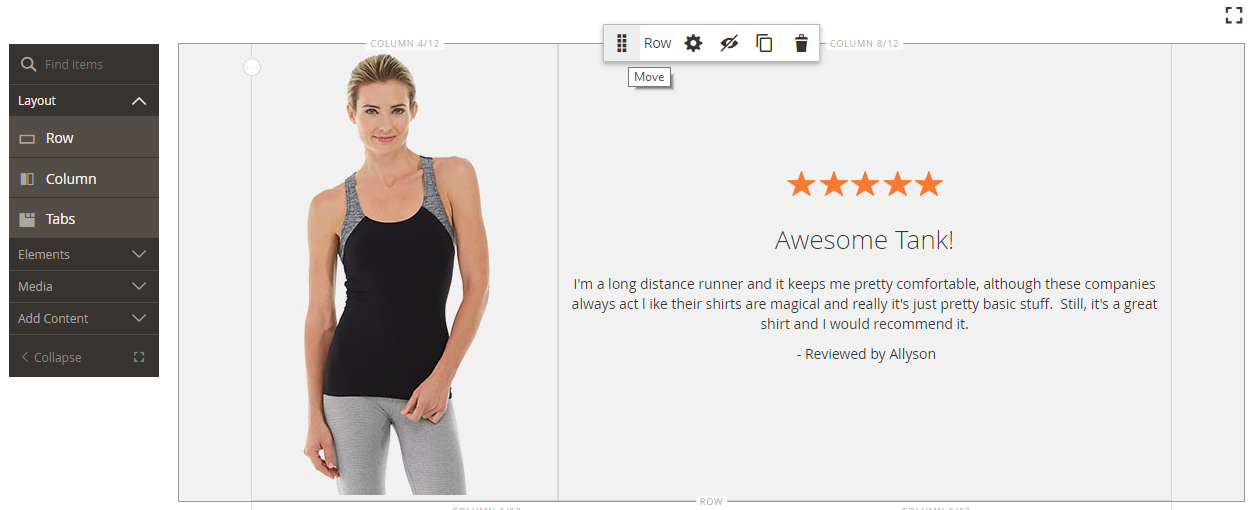 COLUMN 4/12
Row
COLUMN 8/12
Move
Find items
Layout
Row
Column
Tabs
Elements
Media
Add Content
Collapse
Awesome Tank!
I'm a long distance runner and it keeps me pretty comfortable, although these companies
always act l ike their shirts are magical and really it's just pretty basic stuff.  Still, it's a great
shirt and I would recommend it.
- Reviewed by Allyson
ROW